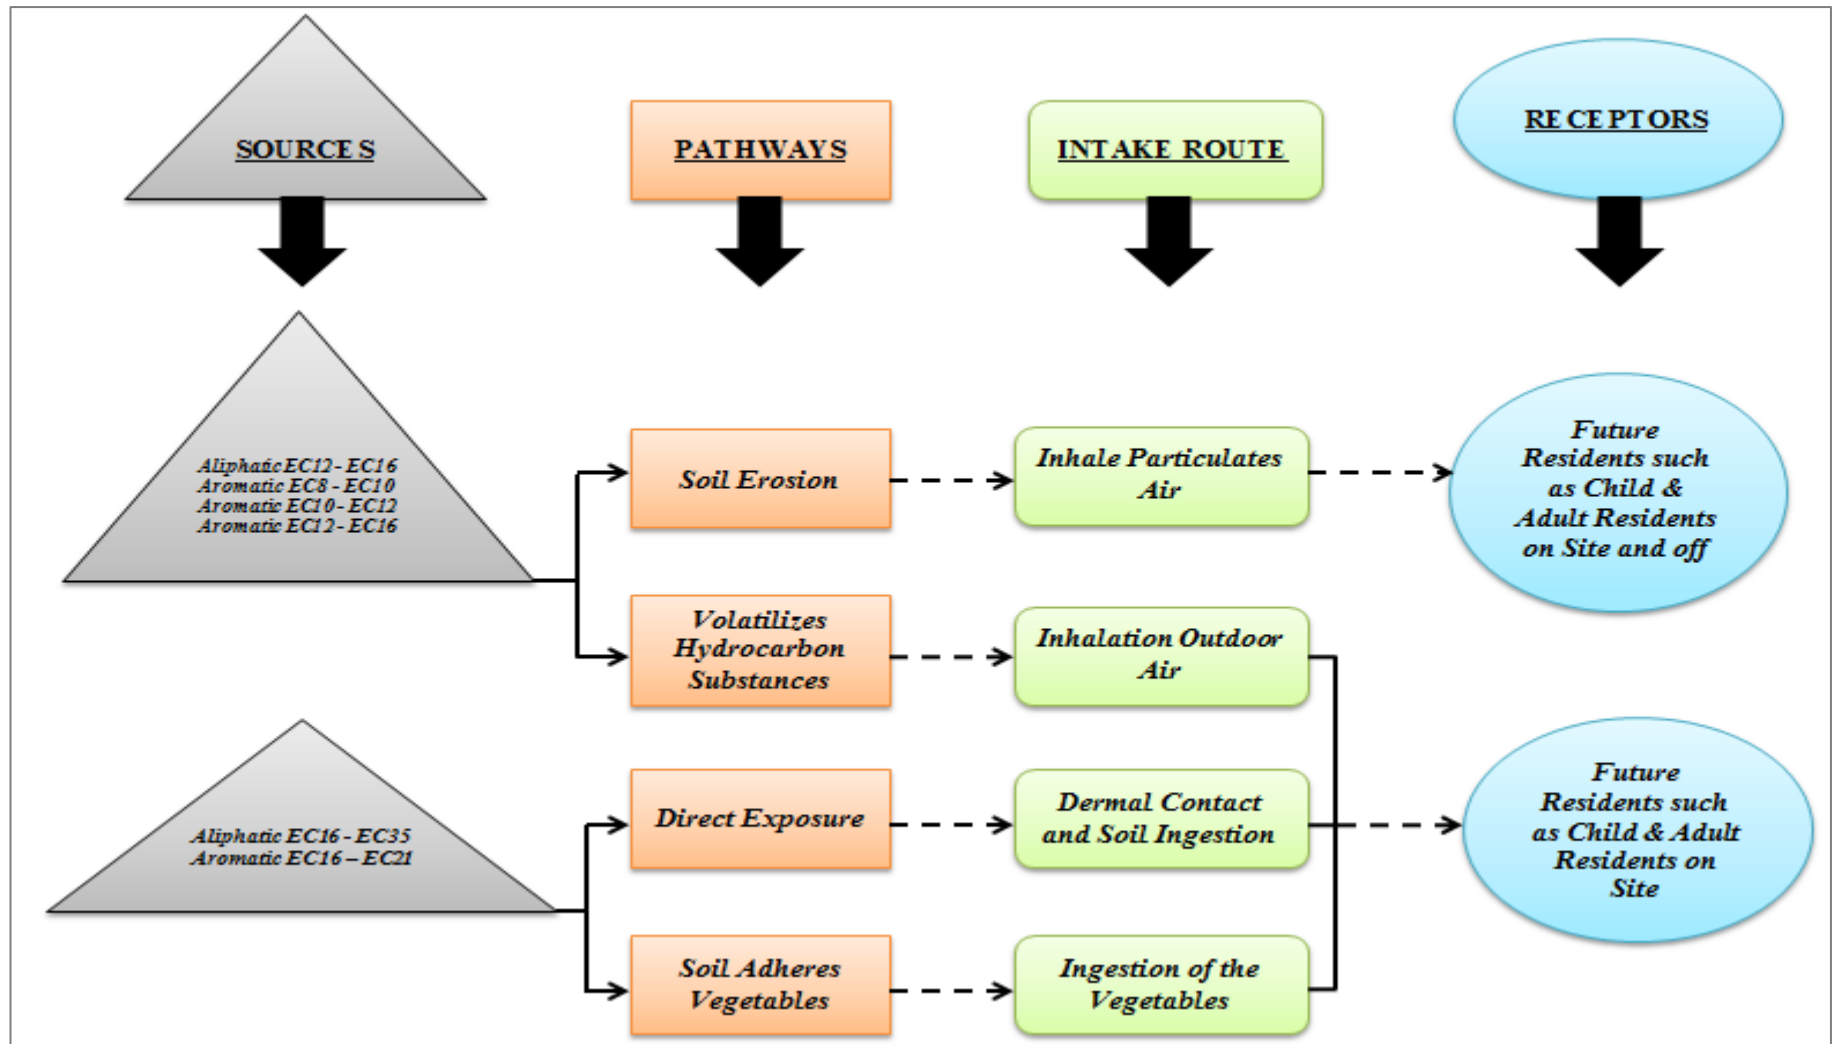 SOURCES
PATHWAYS
INTAKE ROUTE
RECEPTORS
Aliphatic EC12 - EC16
Aromatic EC8 - EC10
Aromatic EC10 - EC12
Aromatic EC12 - EC16
Soil Erosion
Inhale Particulates
Air
Future
Residents such
as Child &
Adult Residents
on Site and off
Volatilizes
Hydrocarbon
Substances
Inhalation Outdoor
Air
Aliphatic EC16 - EC35
Aromatic EC16 – EC21
Direct Exposure
Dermal Contact
and Soil Ingestion
Future
Residents such
as Child & Adult
Residents on
Site
Soil Adheres
Vegetables
Ingestion of the
Vegetables